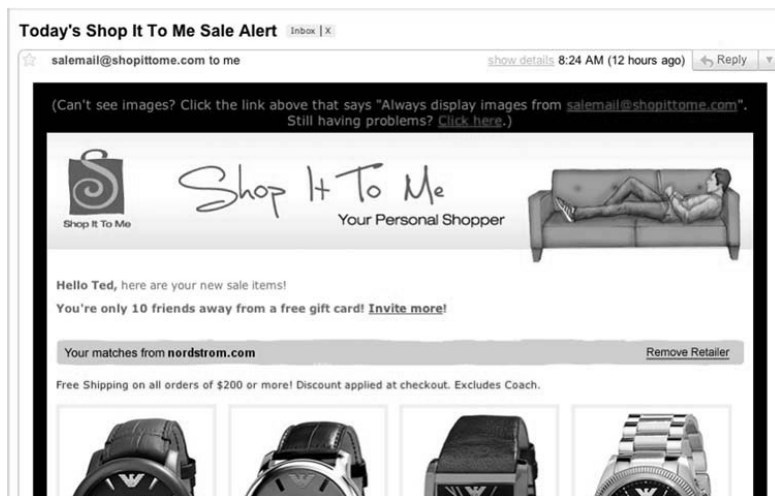 Today's Shop It To Me Sale Alert Inbox | X
salemail@shopittome.com to me show details 8:24 AM (12 hours ago) Reply
(Can't see images? Click the link above that says "Always display images from salemail@shopittome.com".
Still having problems? Click here.)
Shop It To Me
Shop It To Me
Your Personal Shopper
Hello Ted, here are your new sale items!
You're only 10 friends away from a free gift card! Invite more!
Your matches from nordstrom.com Remove Retailer
Free Shipping on all orders of $200 or more! Discount applied at checkout. Excludes Coach.